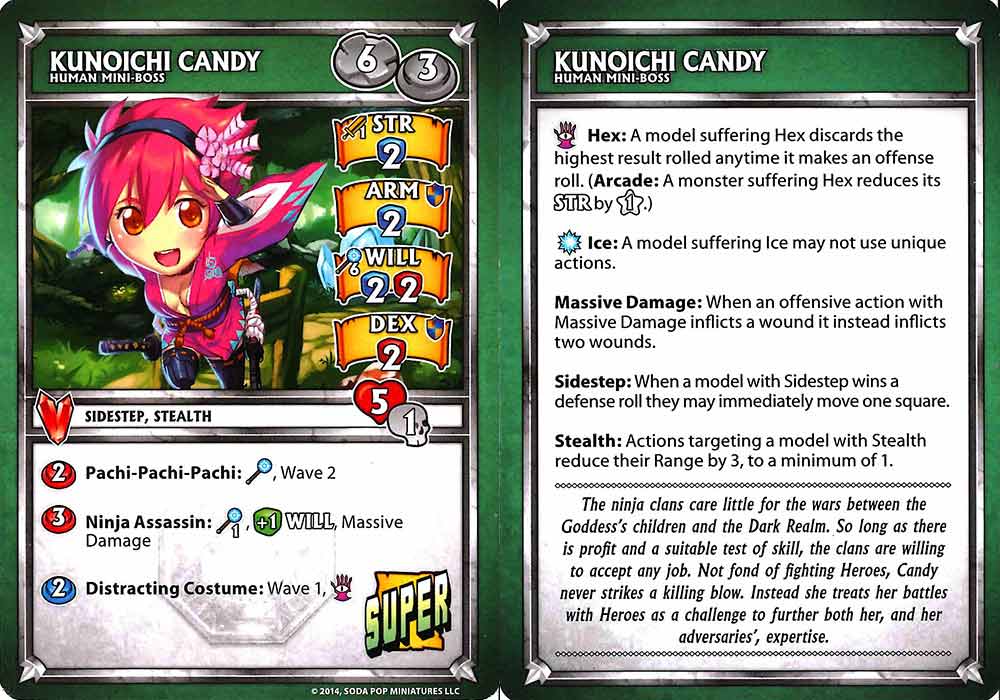 KUNOICHI CANDY
HUMAN MINI-BOSS
6
3
1 STR
2
ARM
2
6 WILL
2 2
DEX
2
5
1
SIDESTEP, STEALTH
2 Pachi-Pachi-Pachi: , Wave 2
3 Ninja Assassin: 1, +1 WILL, Massive
Damage
2 Distracting Costume: Wave 1,
SUPER
© 2014, SODA POP MINIATURES LLC
KUNOICHI CANDY
HUMAN MINI-BOSS
Hex: A model suffering Hex discards the
highest result rolled anytime it makes an offense
roll. (Arcade: A monster suffering Hex reduces its
STR by 1.)
Ice: A model suffering Ice may not use unique
actions.
Massive Damage: When an offensive action with
Massive Damage inflicts a wound it instead inflicts
two wounds.
Sidestep: When a model with Sidestep wins a
defense roll they may immediately move one square.
Stealth: Actions targeting a model with Stealth
reduce their Range by 3, to a minimum of 1.
The ninja clans care little for the wars between the
Goddess's children and the Dark Realm. So long as there
is profit and a suitable test of skill, the clans are willing
to accept any job. Not fond of fighting Heroes, Candy
never strikes a killing blow. Instead she treats her battles
with Heroes as a challenge to further both her, and her
adversaries', expertise.